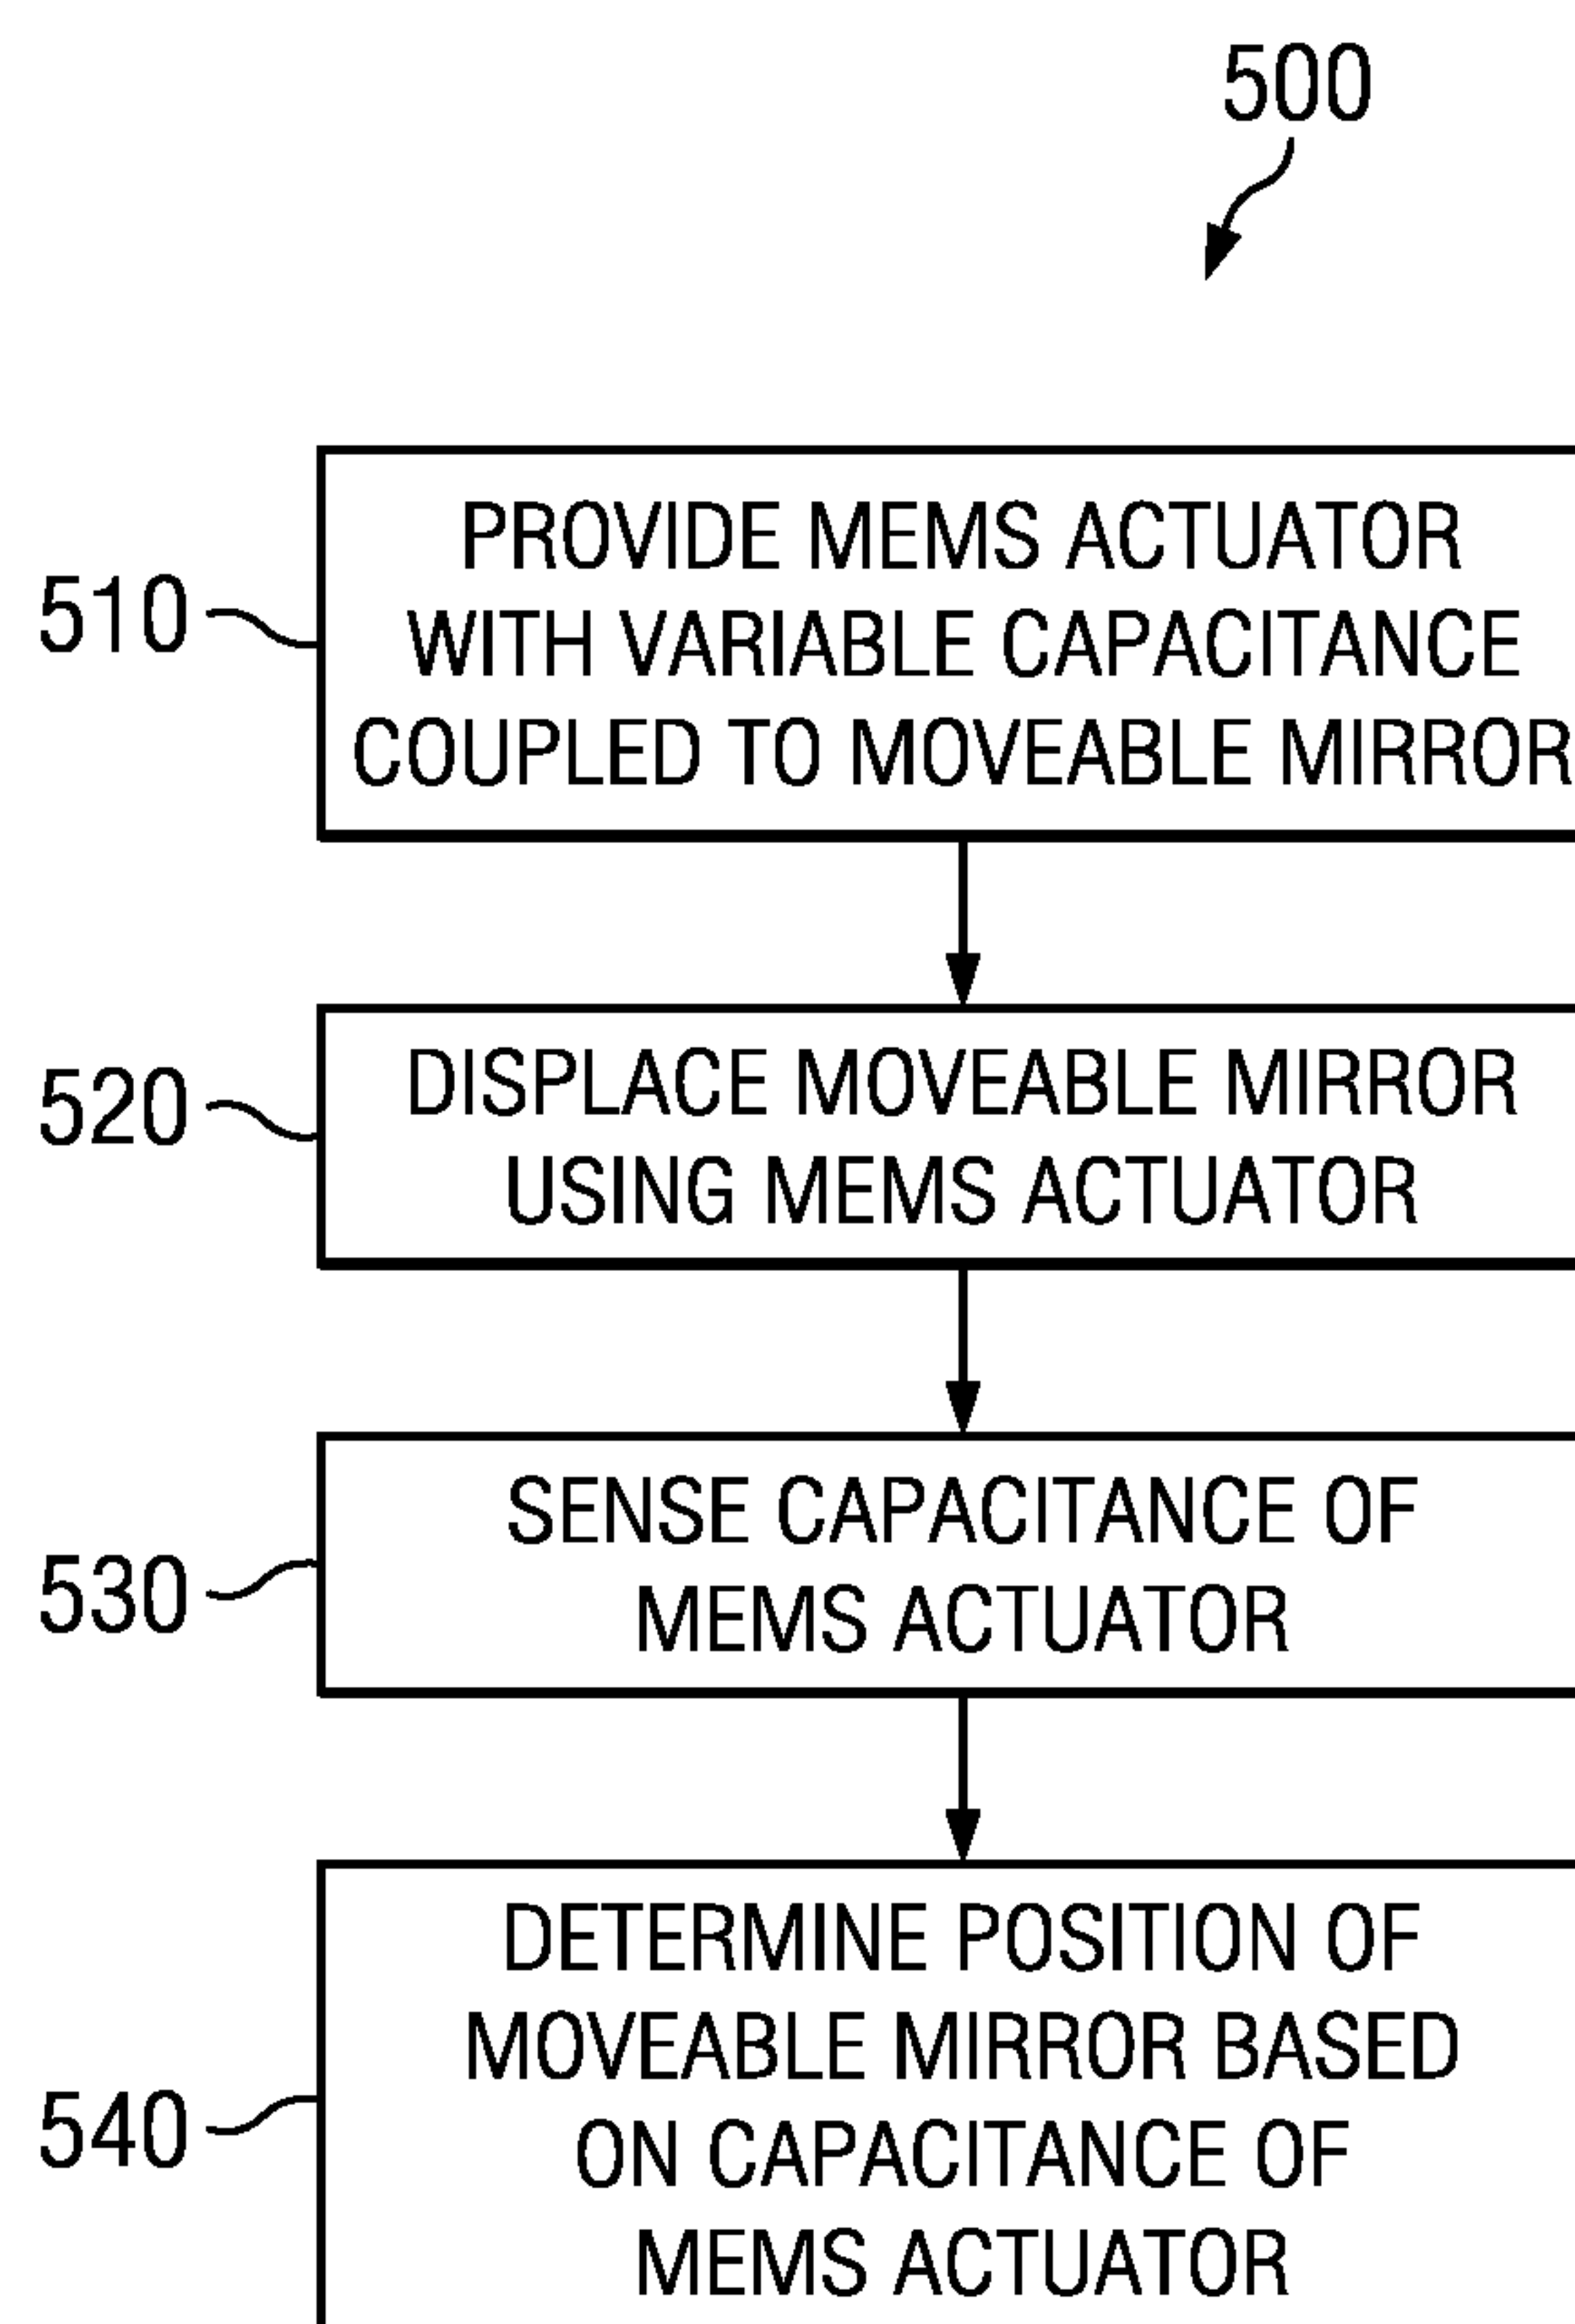 500
510
PROVIDE MEMS ACTUATOR
WITH VARIABLE CAPACITANCE
COUPLED TO MOVEABLE MIRROR
520
DISPLACE MOVEABLE MIRROR
USING MEMS ACTUATOR
530
SENSE CAPACITANCE OF
MEMS ACTUATOR
540
DETERMINE POSITION OF
MOVEABLE MIRROR BASED
ON CAPACITANCE OF
MEMS ACTUATOR